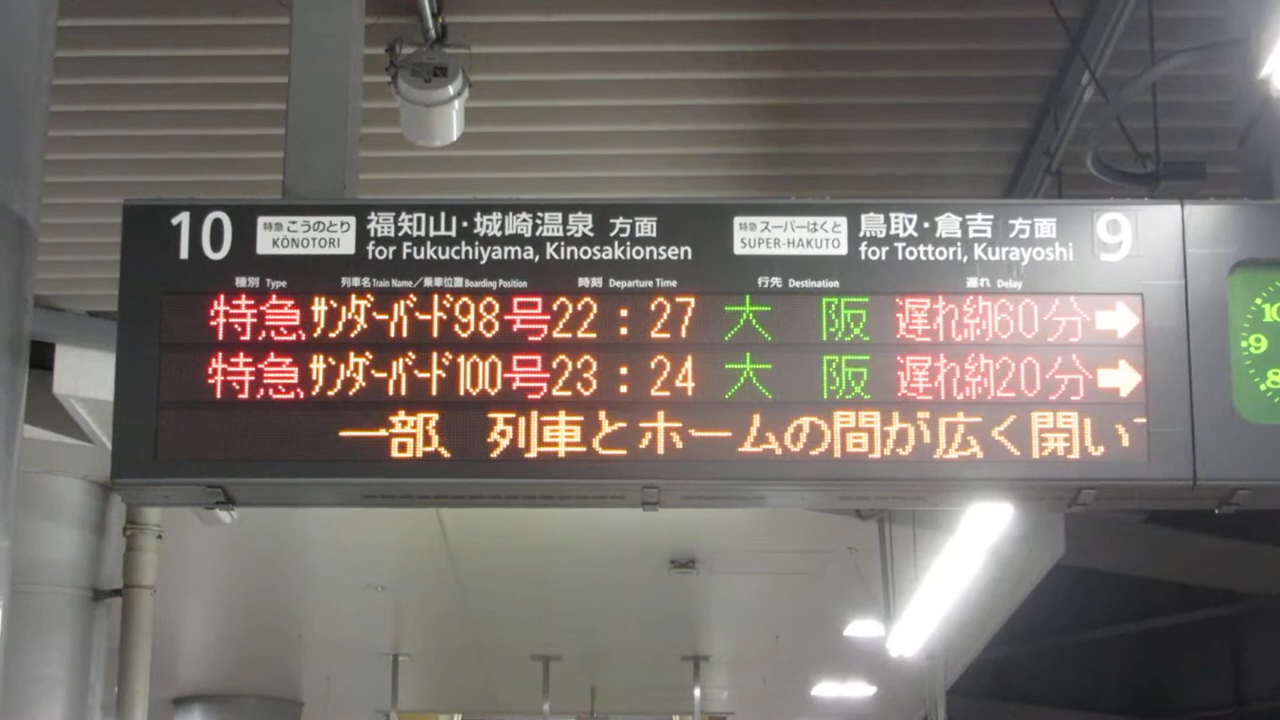 10 特急 こうのとり KŌNOTORI 福知山・城崎温泉 方面 for Fukuchiyama, Kinosakionsen 特急 スーパーはくと SUPER-HAKUTO 鳥取・倉吉 方面 for Tottori, Kurayoshi 9
種別 Type 列車名 Train Name／乗車位置 Boarding Position 時刻 Departure Time 行先 Destination 遅れ Delay
特急 サンダーバード98号 22:27 大阪 遅れ約60分 →
特急 サンダーバード100号 23:24 大阪 遅れ約20分 →
一部、列車とホームの間が広く開い
10
9
8